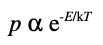 p α e-E/kT